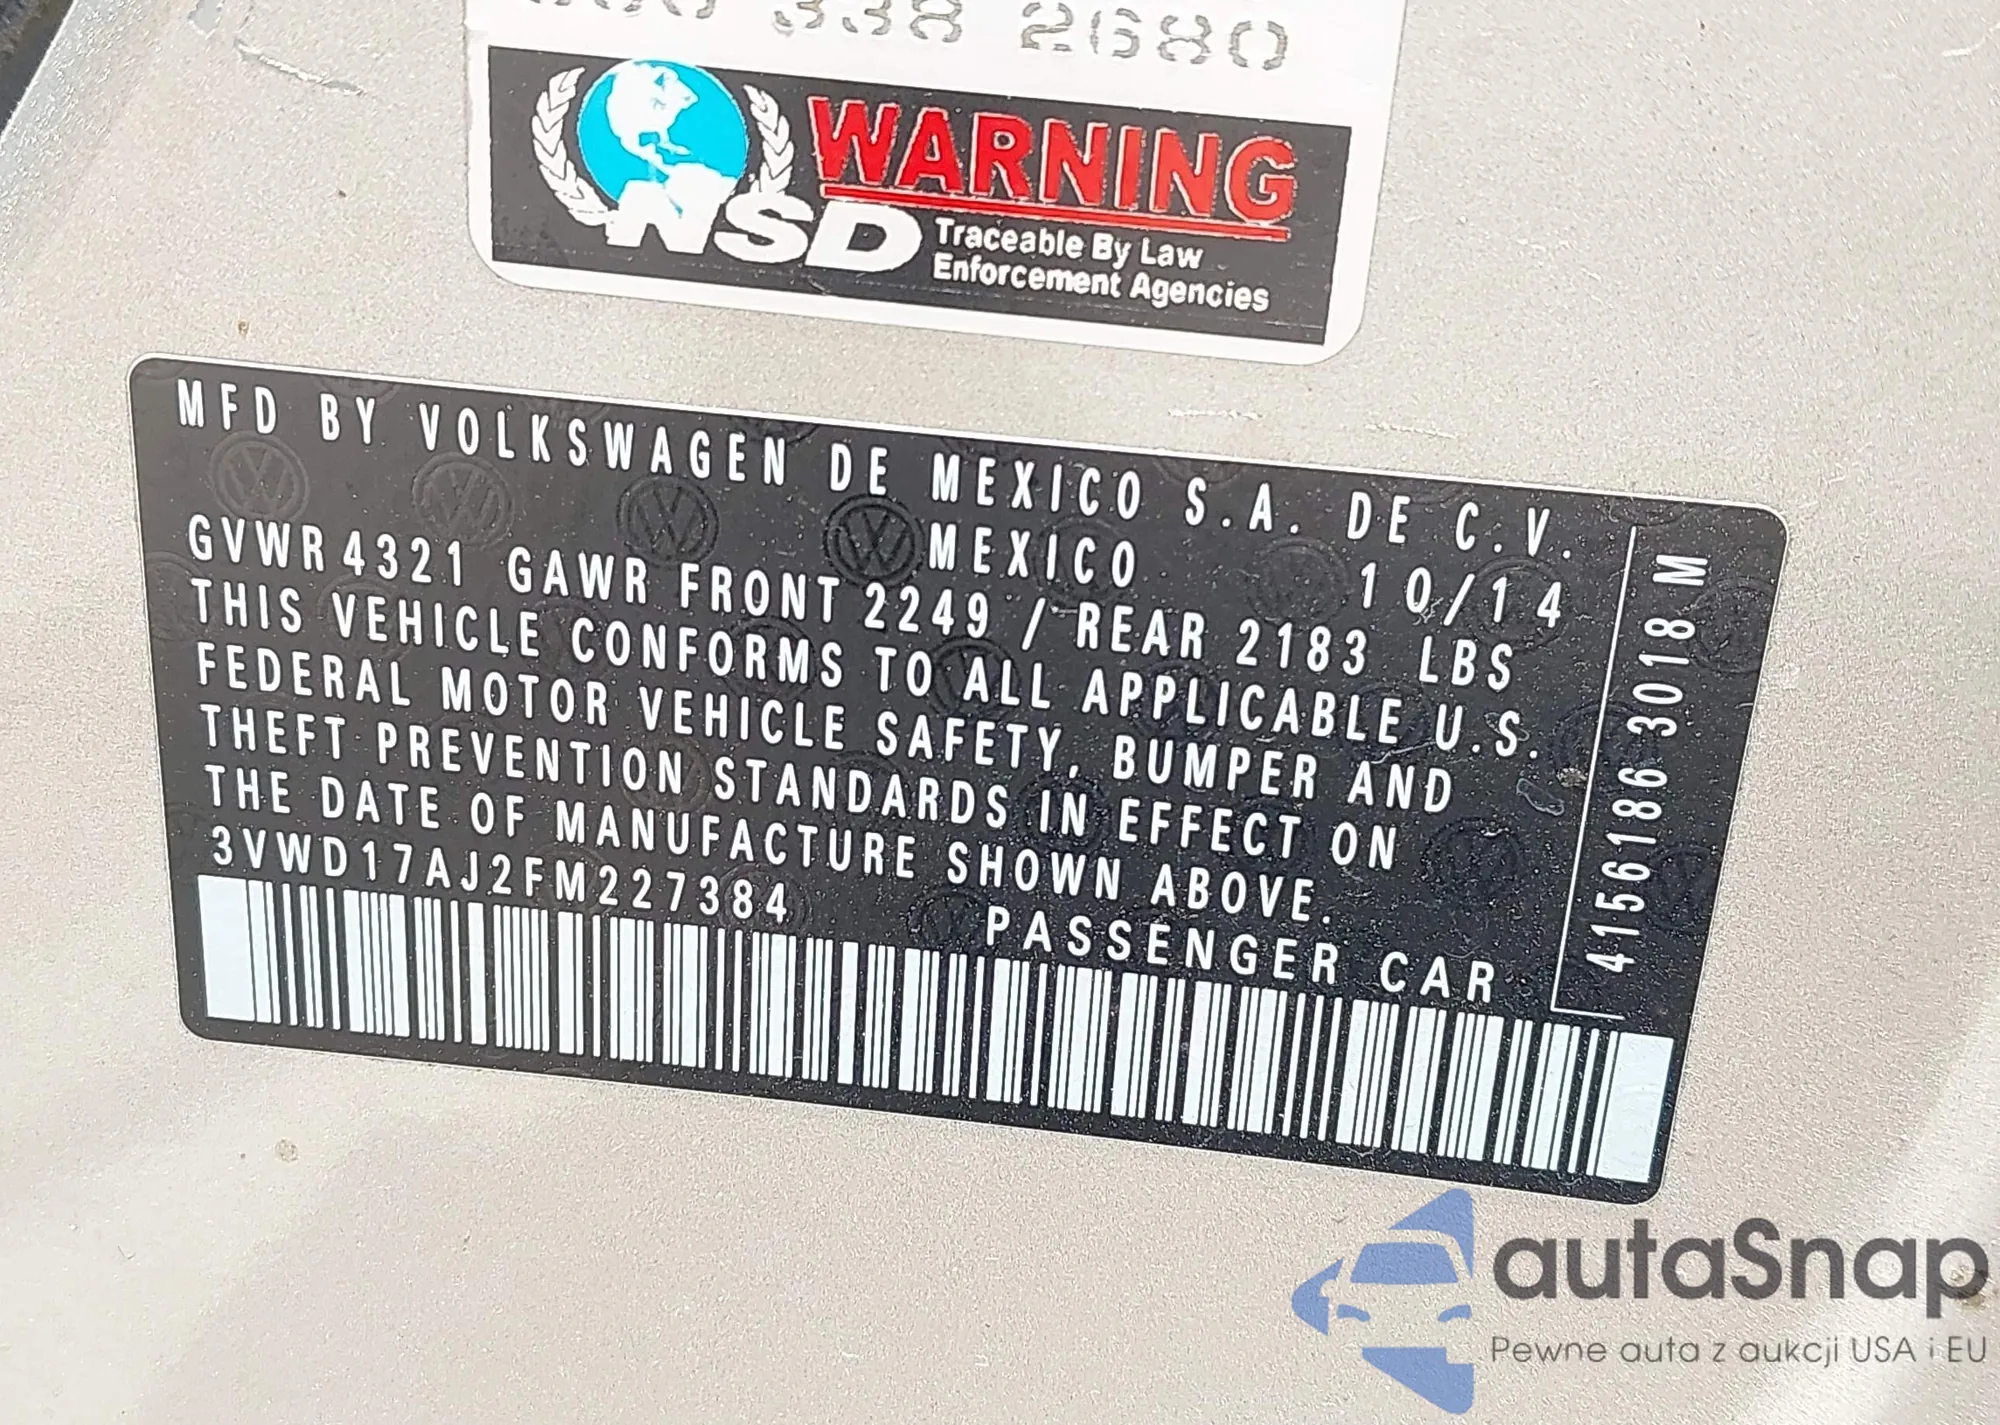 338 2680
WARNING
NSD
Traceable By Law
Enforcement Agencies
MFD BY VOLKSWAGEN DE MEXICO S.A. DE C.V.
MEXICO 10/14
GVWR 4321 GAWR FRONT 2249 / REAR 2183 LBS
THIS VEHICLE CONFORMS TO ALL APPLICABLE U.S.
FEDERAL MOTOR VEHICLE SAFETY, BUMPER AND
THEFT PREVENTION STANDARDS IN EFFECT ON
THE DATE OF MANUFACTURE SHOWN ABOVE.
3VWD17AJ2FM227384
PASSENGER CAR
4156186 3018 M
autaSnap
Pewne auta z aukcji USA i EU